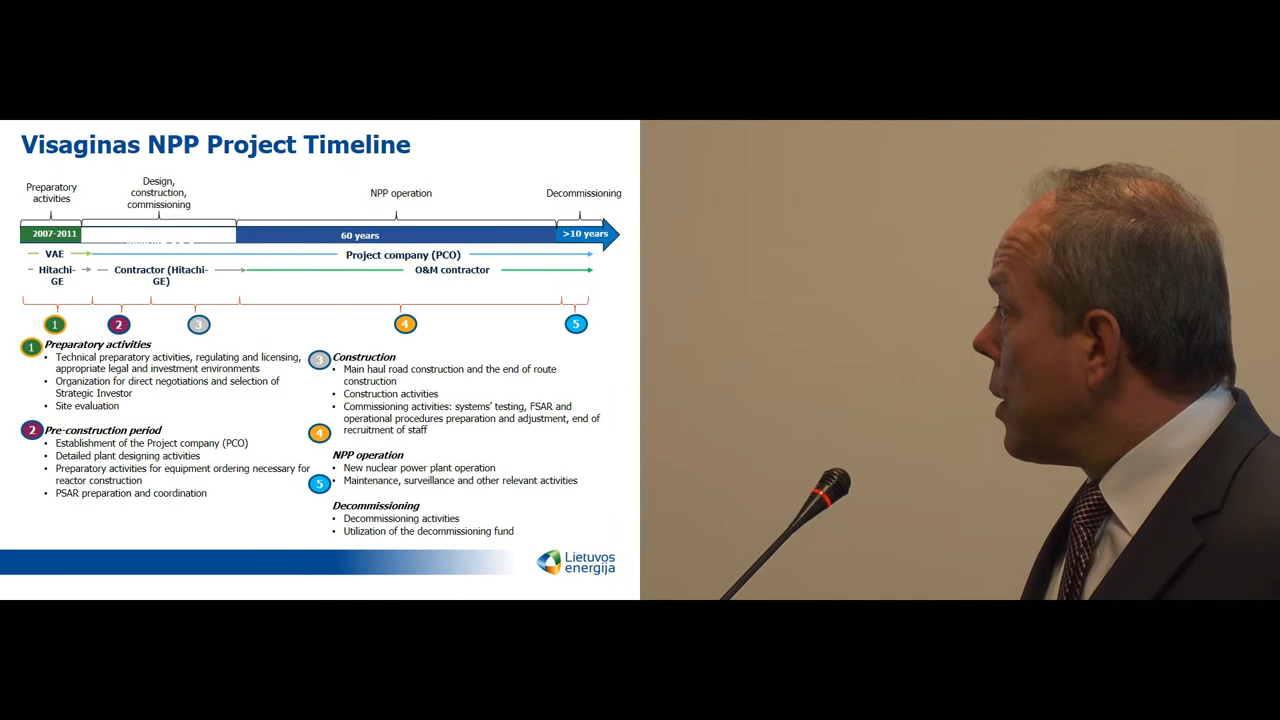 Visaginas NPP Project Timeline
Preparatory
activities
Design,
construction,
commissioning
NPP operation
Decommissioning
2007-2011
60 years
>10 years
VAE
Project company (PCO)
Hitachi-
GE
Contractor (Hitachi-
GE)
O&M contractor
1
2
3
4
5
1
Preparatory activities
• Technical preparatory activities, regulating and licensing,
appropriate legal and investment environments
• Organization for direct negotiations and selection of
Strategic Investor
• Site evaluation
2
Pre-construction period
• Establishment of the Project company (PCO)
• Detailed plant designing activities
• Preparatory activities for equipment ordering necessary for
reactor construction
• PSAR preparation and coordination
3
Construction
• Main haul road construction and the end of route
construction
• Construction activities
• Commissioning activities: systems' testing, FSAR and
operational procedures preparation and adjustment, end of
recruitment of staff
4
NPP operation
• New nuclear power plant operation
• Maintenance, surveillance and other relevant activities
5
Decommissioning
• Decommissioning activities
• Utilization of the decommissioning fund
Lietuvos
energija